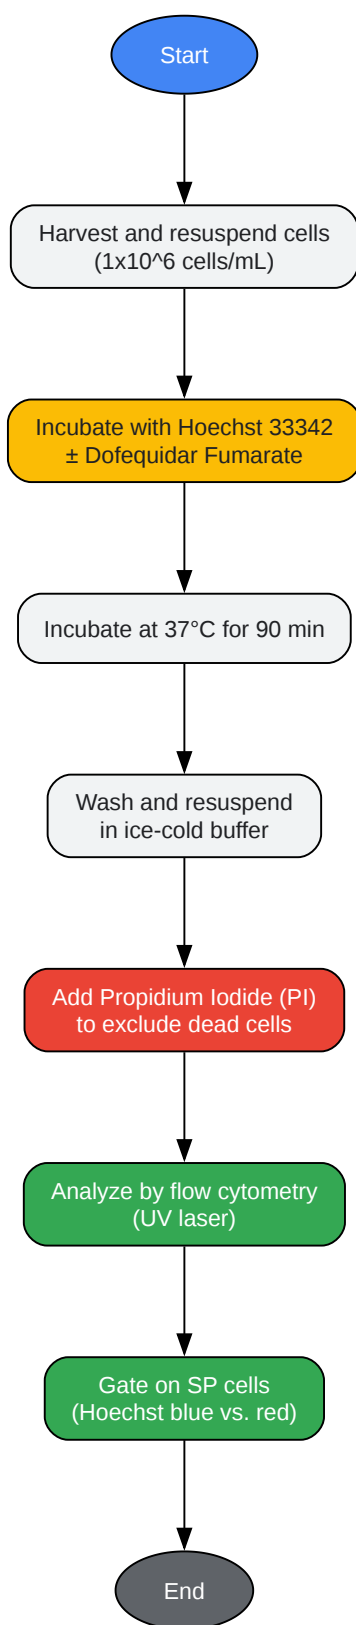 Start
Harvest and resuspend cells
(1x10^6 cells/mL)
Incubate with Hoechst 33342
± Dofequidar Fumarate
Incubate at 37°C for 90 min
Wash and resuspend
in ice-cold buffer
Add Propidium Iodide (PI)
to exclude dead cells
Analyze by flow cytometry
(UV laser)
Gate on SP cells
(Hoechst blue vs. red)
End